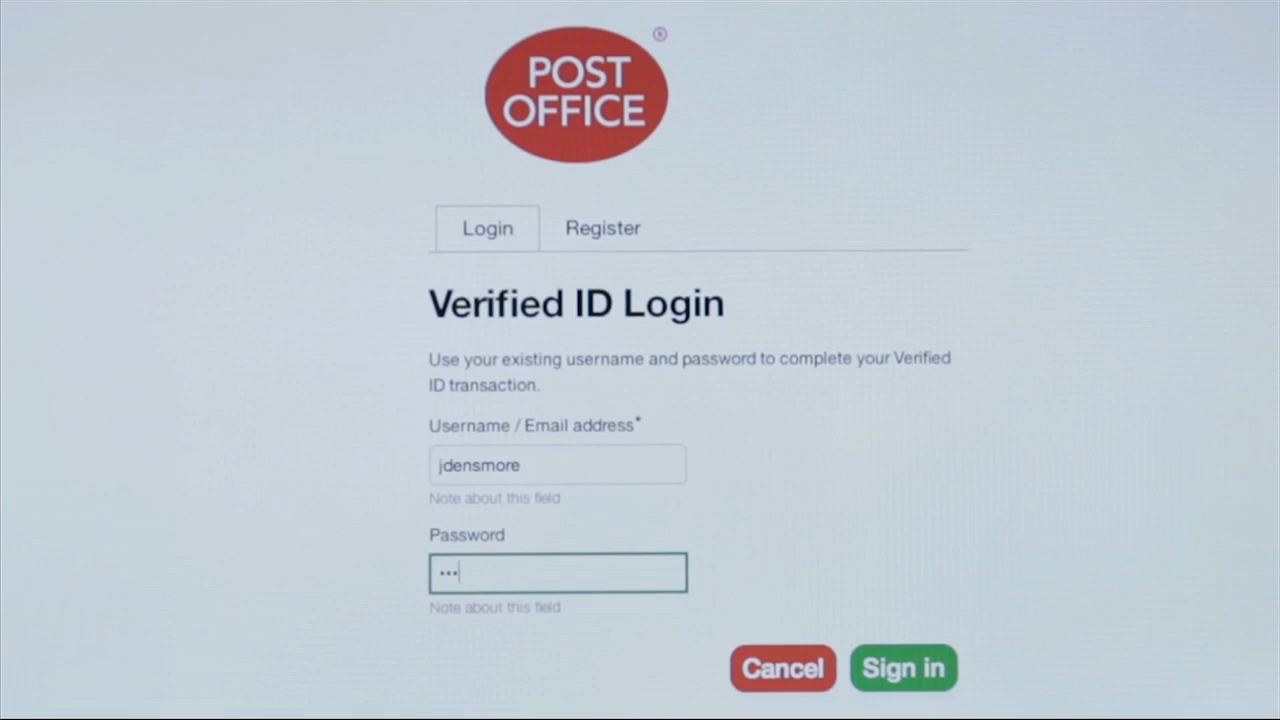 ®
POST
OFFICE
Login
Register
Verified ID Login
Use your existing username and password to complete your Verified
ID transaction.
Username / Email address*
jdensmore
Note about this field
Password
•••
Note about this field
Cancel
Sign in